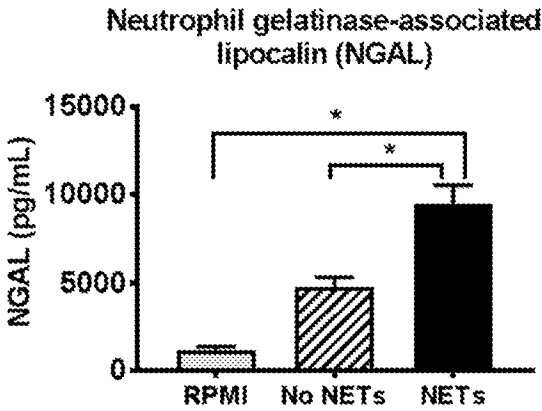 Neutrophil gelatinase-associated
lipocalin (NGAL)
NGAL (pg/mL)
15000
10000
5000
0
*
*
RPMI No NETs NETs